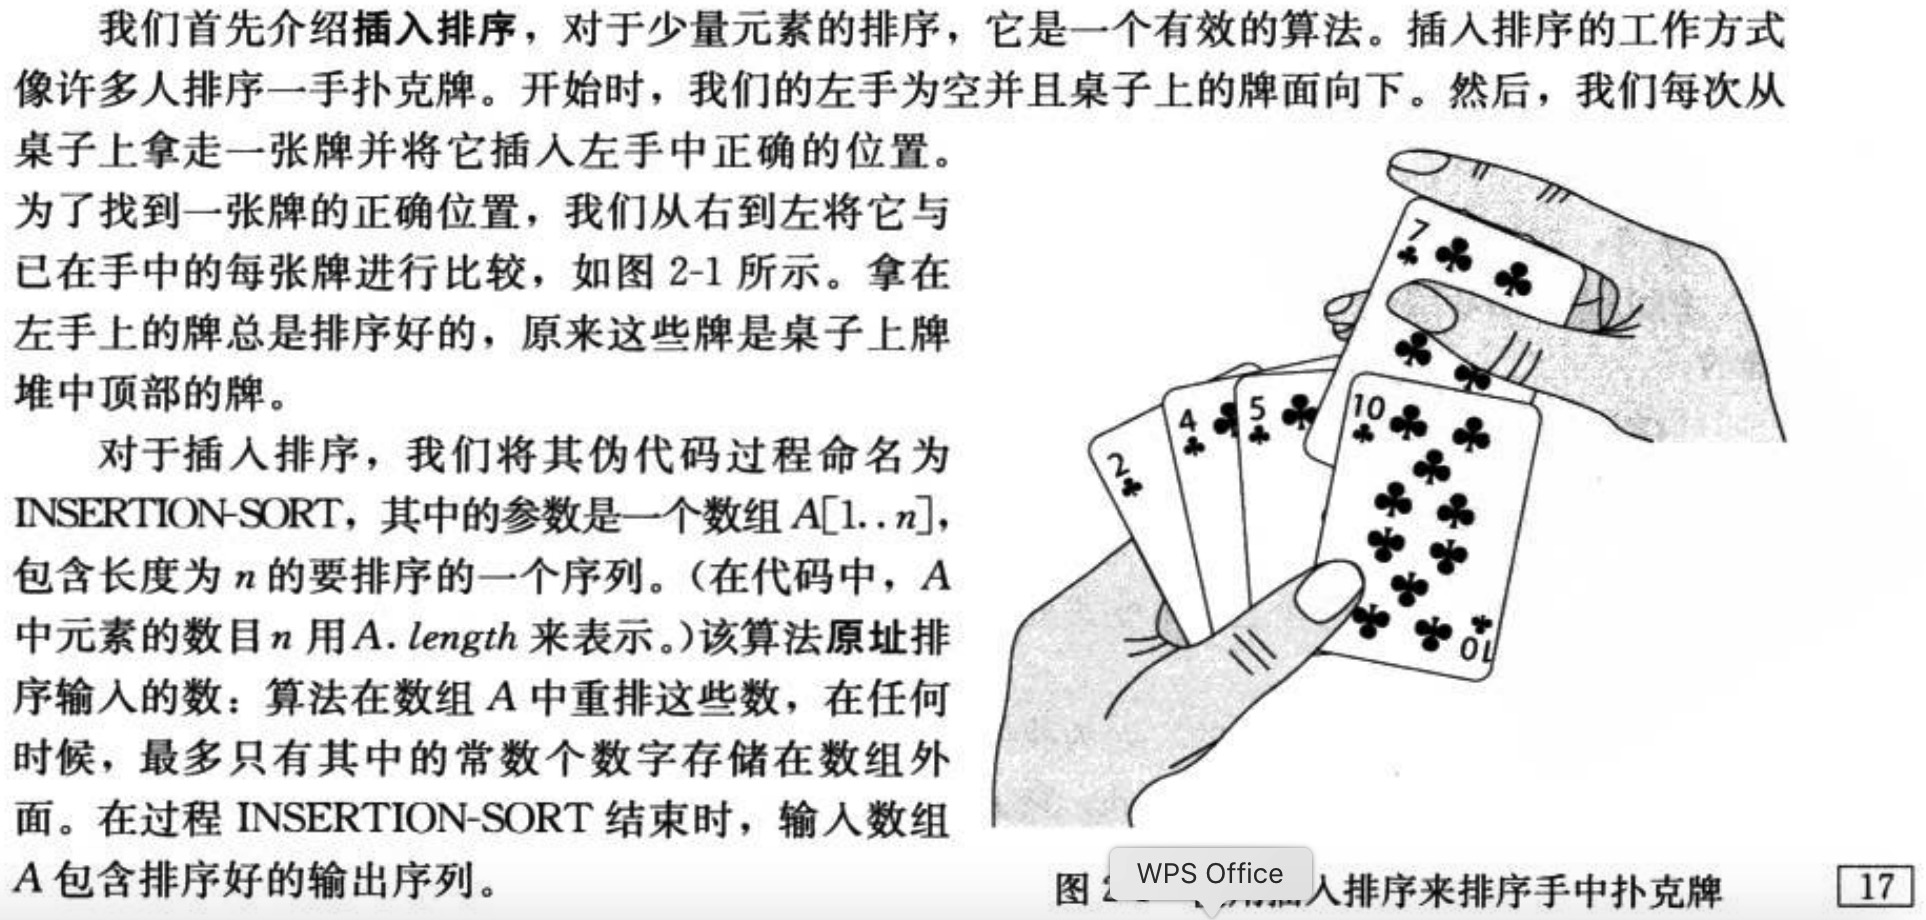 我们首先介绍插入排序，对于少量元素的排序，它是一个有效的算法。插入排序的工作方式
像许多人排序一手扑克牌。开始时，我们的左手为空并且桌子上的牌面向下。然后，我们每次从
桌子上拿走一张牌并将它插入左手中正确的位置。
为了找到一张牌的正确位置，我们从右到左将它与
已在手中的每张牌进行比较，如图 2-1 所示。拿在
左手上的牌总是排序好的，原来这些牌是桌子上牌
堆中顶部的牌。
对于插入排序，我们将其伪代码过程命名为
INSERTION-SORT，其中的参数是一个数组 A[1..n]，
包含长度为 n 的要排序的一个序列。（在代码中，A
中元素的数目 n 用 A.length 来表示。）该算法原址排
序输入的数：算法在数组 A 中重排这些数，在任何
时候，最多只有其中的常数个数字存储在数组外
面。在过程 INSERTION-SORT 结束时，输入数组
A 包含排序好的输出序列。
7
2
4
5
10
10
WPS Office
图 入排序来排序手中扑克牌
17